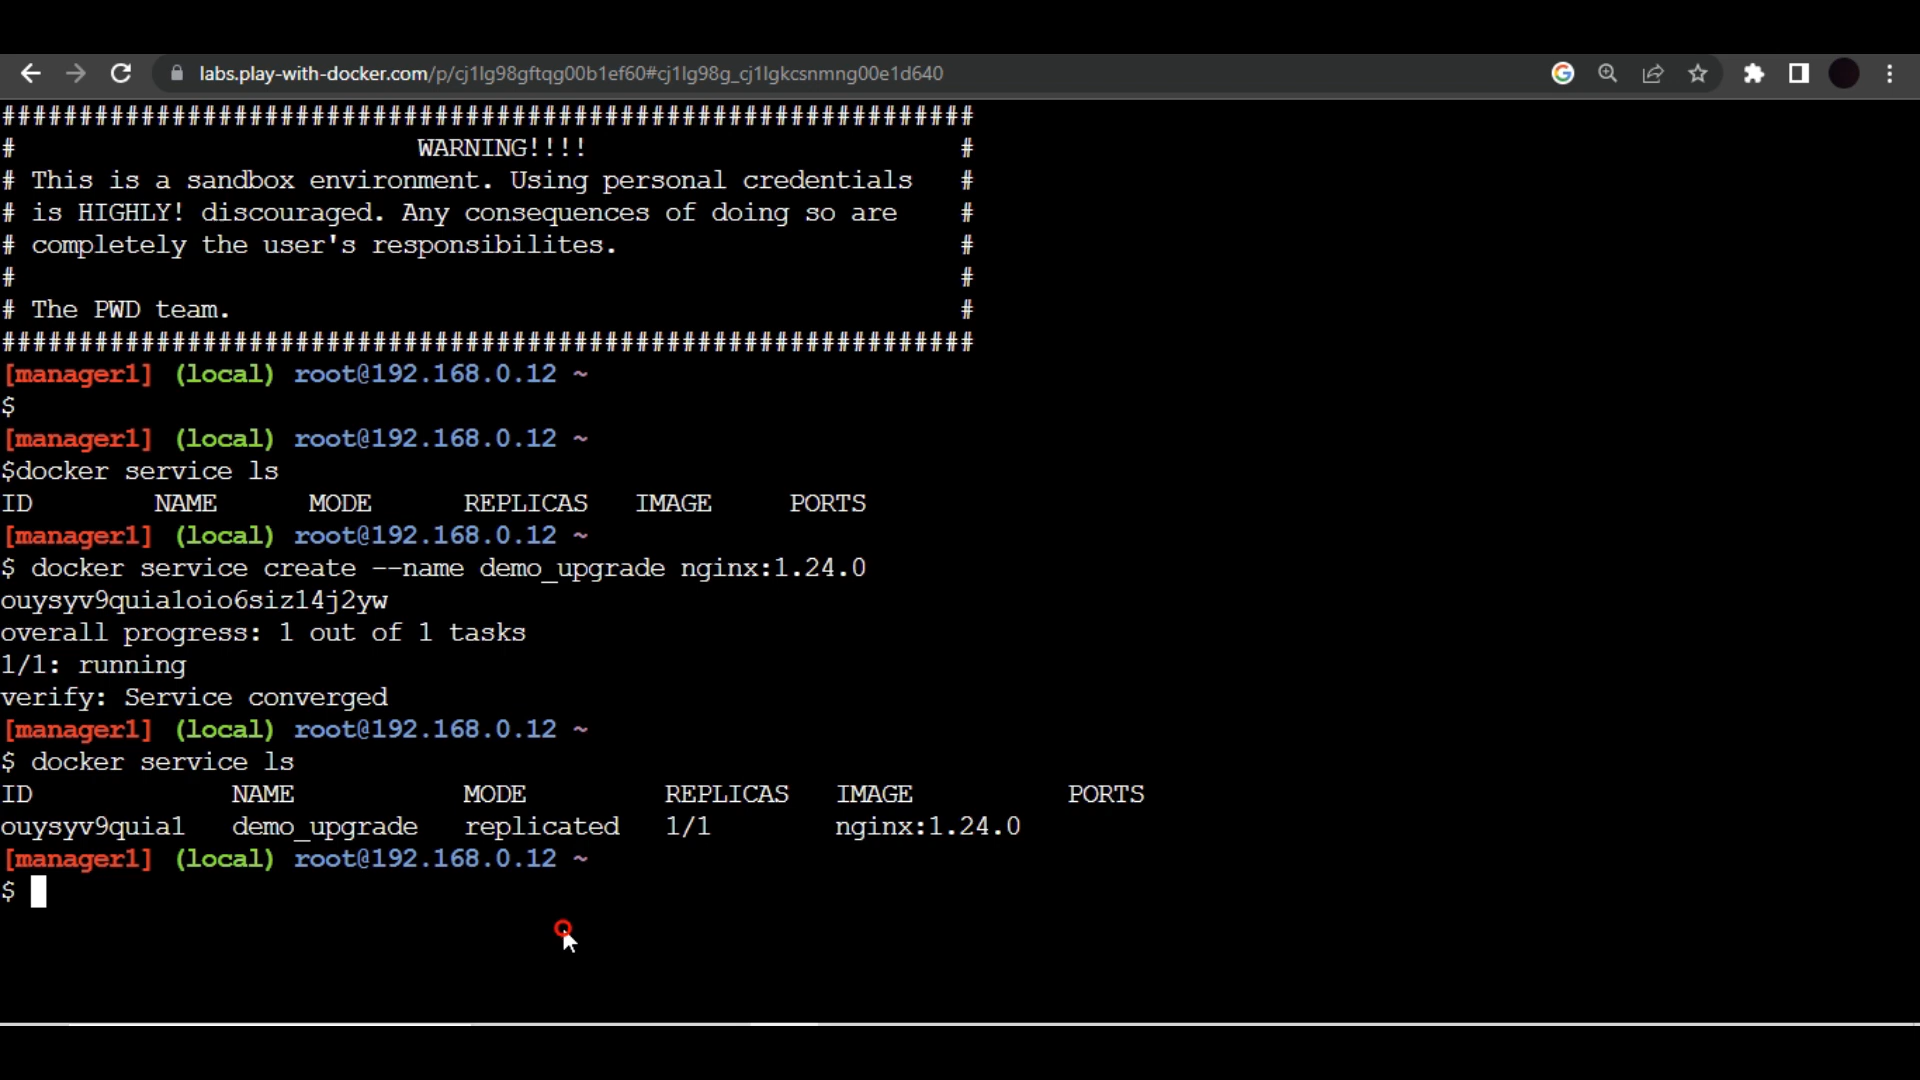 labs.play-with-docker.com/p/cj1lg98gftqg00b1ef60#cj1lg98g_cj1lgkcsnmng00e1d640
###############################################################
#                          WARNING!!!!                        #
# This is a sandbox environment. Using personal credentials   #
# is HIGHLY! discouraged. Any consequences of doing so are    #
# completely the user's responsibilites.                      #
#                                                             #
# The PWD team.                                               #
###############################################################
[manager1] (local) root@192.168.0.12 ~
$
[manager1] (local) root@192.168.0.12 ~
$docker service ls
ID        NAME      MODE      REPLICAS   IMAGE     PORTS
[manager1] (local) root@192.168.0.12 ~
$ docker service create --name demo_upgrade nginx:1.24.0
ouysyv9quia1oio6siz14j2yw
overall progress: 1 out of 1 tasks
1/1: running
verify: Service converged
[manager1] (local) root@192.168.0.12 ~
$ docker service ls
ID             NAME           MODE         REPLICAS   IMAGE          PORTS
ouysyv9quia1   demo_upgrade   replicated   1/1        nginx:1.24.0
[manager1] (local) root@192.168.0.12 ~
$